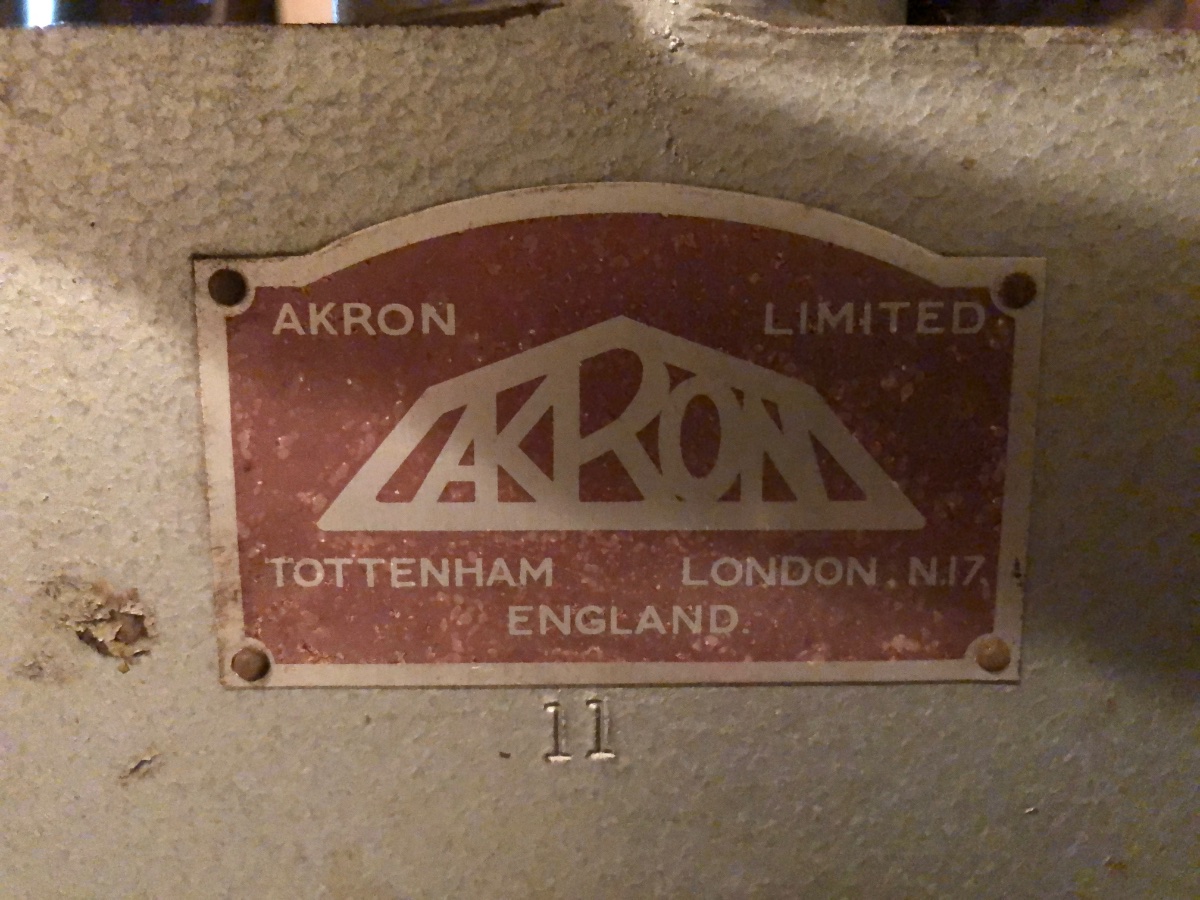 AKRON LIMITED
AKRON
TOTTENHAM LONDON. N.17.
ENGLAND.
11